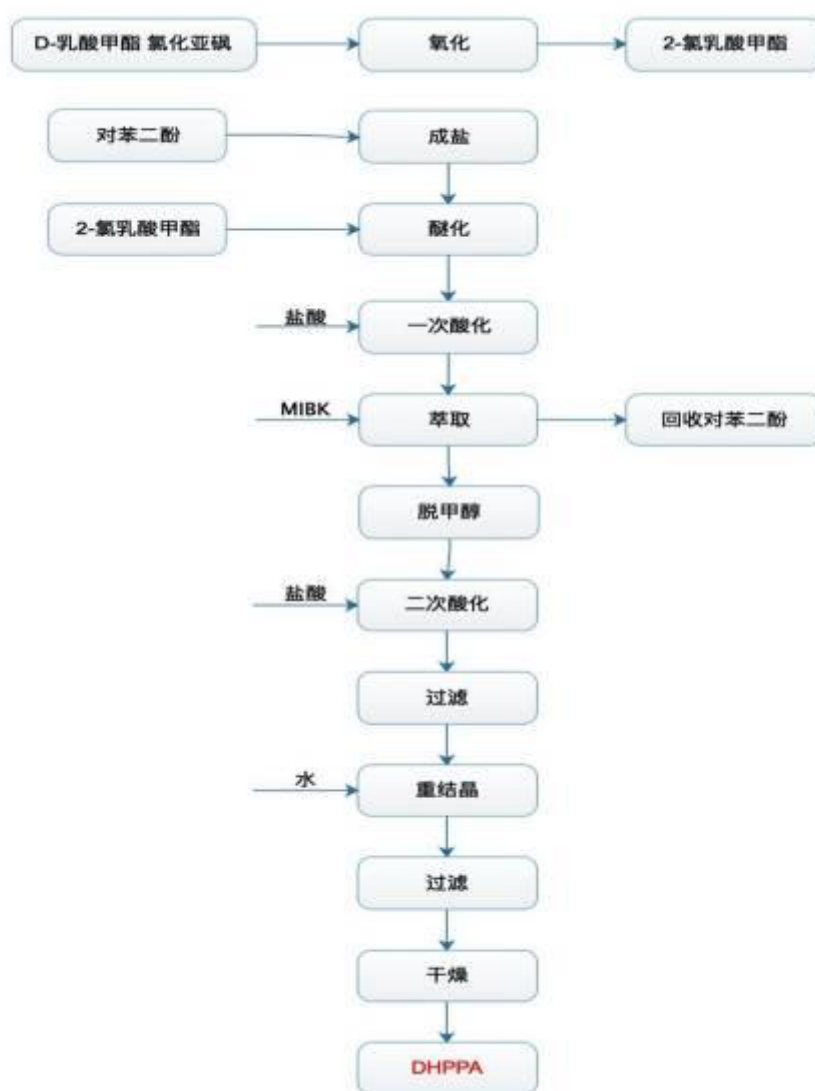 D-乳酸甲酯 氯化亚砜
氧化
2-氯乳酸甲酯
对苯二酚
成盐
2-氯乳酸甲酯
醚化
盐酸
一次酸化
MIBK
萃取
回收对苯二酚
脱甲醇
盐酸
二次酸化
过滤
水
重结晶
过滤
干燥
DHPPA